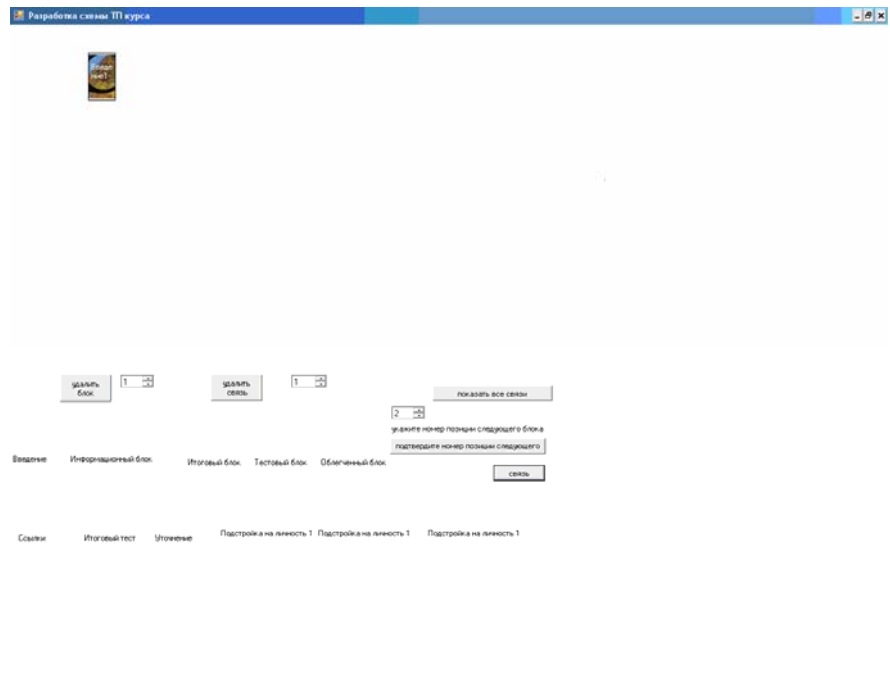 Разработка схемы ТП курса
Введе
ние1
удалить
блок
1
удалить
связь
1
показать все связи
2
укажите номер позиции следующего блока
подтвердите номер позиции следующего
связь
Введение
Информационный блок
Итоговый блок
Тестовый блок
Облегченный блок
Ссылки
Итоговый тест
Уточнение
Подстройка на личность 1
Подстройка на личность 1
Подстройка на личность 1